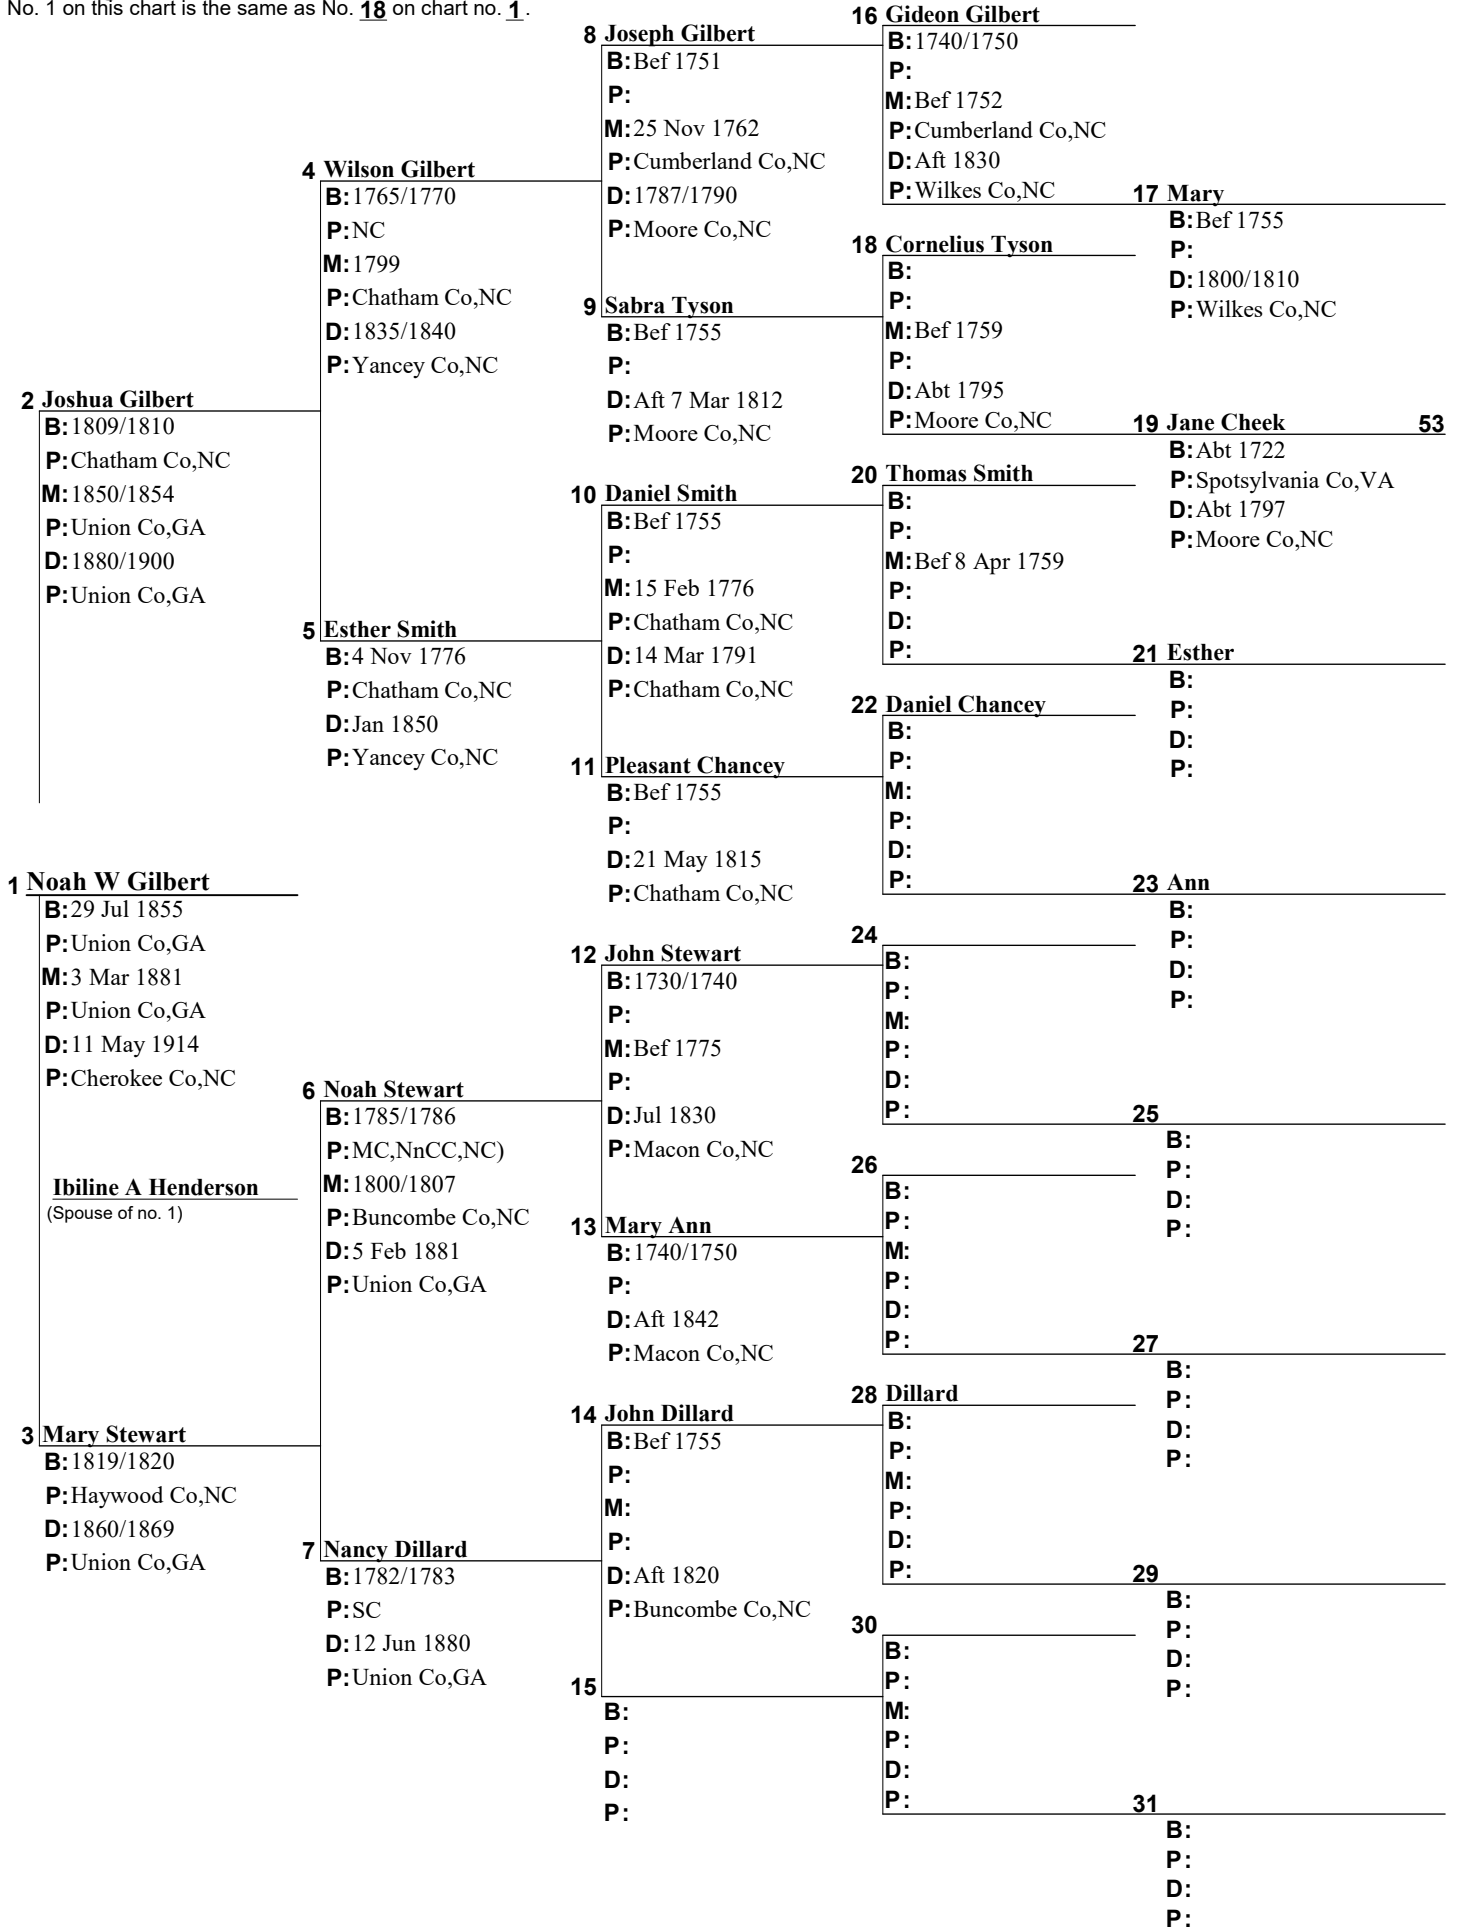 No. 1 on this chart is the same as No. 18 on chart no. 1.
2 Joshua Gilbert
B: 1809/1810
P: Chatham Co,NC
M: 1850/1854
P: Union Co,GA
D: 1880/1900
P: Union Co,GA
1 Noah W Gilbert
B: 29 Jul 1855
P: Union Co,GA
M: 3 Mar 1881
P: Union Co,GA
D: 11 May 1914
P: Cherokee Co,NC
Ibiline A Henderson
(Spouse of no. 1)
3 Mary Stewart
B: 1819/1820
P: Haywood Co,NC
D: 1860/1869
P: Union Co,GA
4 Wilson Gilbert
B: 1765/1770
P: NC
M: 1799
P: Chatham Co,NC
D: 1835/1840
P: Yancey Co,NC
5 Esther Smith
B: 4 Nov 1776
P: Chatham Co,NC
D: Jan 1850
P: Yancey Co,NC
6 Noah Stewart
B: 1785/1786
P: MC,NnCC,NC)
M: 1800/1807
P: Buncombe Co,NC
D: 5 Feb 1881
P: Union Co,GA
7 Nancy Dillard
B: 1782/1783
P: SC
D: 12 Jun 1880
P: Union Co,GA
8 Joseph Gilbert
B: Bef 1751
P:
M: 25 Nov 1762
P: Cumberland Co,NC
D: 1787/1790
P: Moore Co,NC
9 Sabra Tyson
B: Bef 1755
P:
D: Aft 7 Mar 1812
P: Moore Co,NC
10 Daniel Smith
B: Bef 1755
P:
M: 15 Feb 1776
P: Chatham Co,NC
D: 14 Mar 1791
P: Chatham Co,NC
11 Pleasant Chancey
B: Bef 1755
P:
D: 21 May 1815
P: Chatham Co,NC
12 John Stewart
B: 1730/1740
P:
M: Bef 1775
P:
D: Jul 1830
P: Macon Co,NC
13 Mary Ann
B: 1740/1750
P:
D: Aft 1842
P: Macon Co,NC
14 John Dillard
B: Bef 1755
P:
M:
P:
D: Aft 1820
P: Buncombe Co,NC
15
B:
P:
D:
P:
16 Gideon Gilbert
B: 1740/1750
P:
M: Bef 1752
P: Cumberland Co,NC
D: Aft 1830
P: Wilkes Co,NC
18 Cornelius Tyson
B:
P:
M: Bef 1759
P:
D: Abt 1795
P: Moore Co,NC
20 Thomas Smith
B:
P:
M: Bef 8 Apr 1759
P:
D:
P:
22 Daniel Chancey
B:
P:
M:
P:
D:
P:
24
B:
P:
M:
P:
D:
P:
26
B:
P:
M:
P:
D:
P:
28 Dillard
B:
P:
M:
P:
D:
P:
30
B:
P:
M:
P:
D:
P:
17 Mary
B: Bef 1755
P:
D: 1800/1810
P: Wilkes Co,NC
19 Jane Cheek 53
B: Abt 1722
P: Spotsylvania Co,VA
D: Abt 1797
P: Moore Co,NC
21 Esther
B:
P:
D:
P:
23 Ann
B:
P:
D:
P:
25
B:
P:
D:
P:
27
B:
P:
D:
P:
29
B:
P:
D:
P:
31
B:
P:
D:
P: